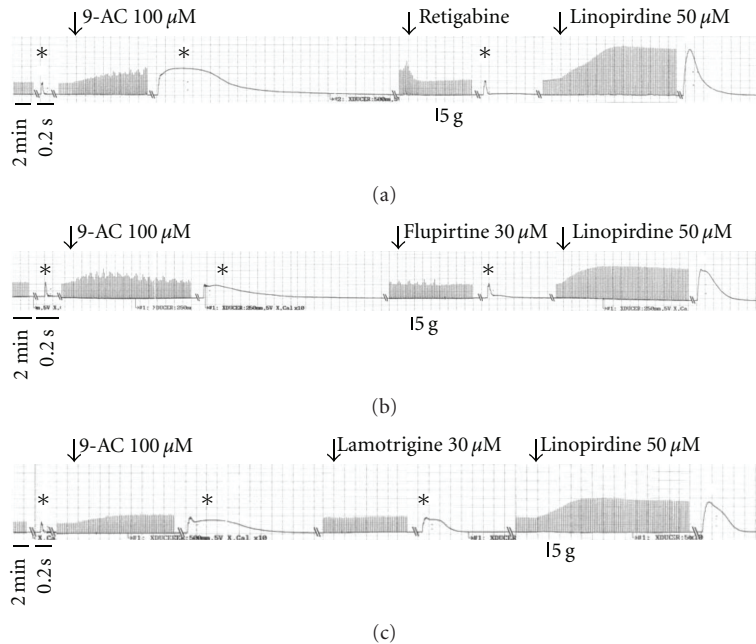 9-AC 100 μM Retigabine Linopirdine 50 μM
* * *
2 min 0.2 s 5 g
(a)
9-AC 100 μM Flupirtine 30 μM Linopirdine 50 μM
* * *
2 min 0.2 s 5 g
(b)
9-AC 100 μM Lamotrigine 30 μM Linopirdine 50 μM
* * *
2 min 0.2 s 5 g
(c)